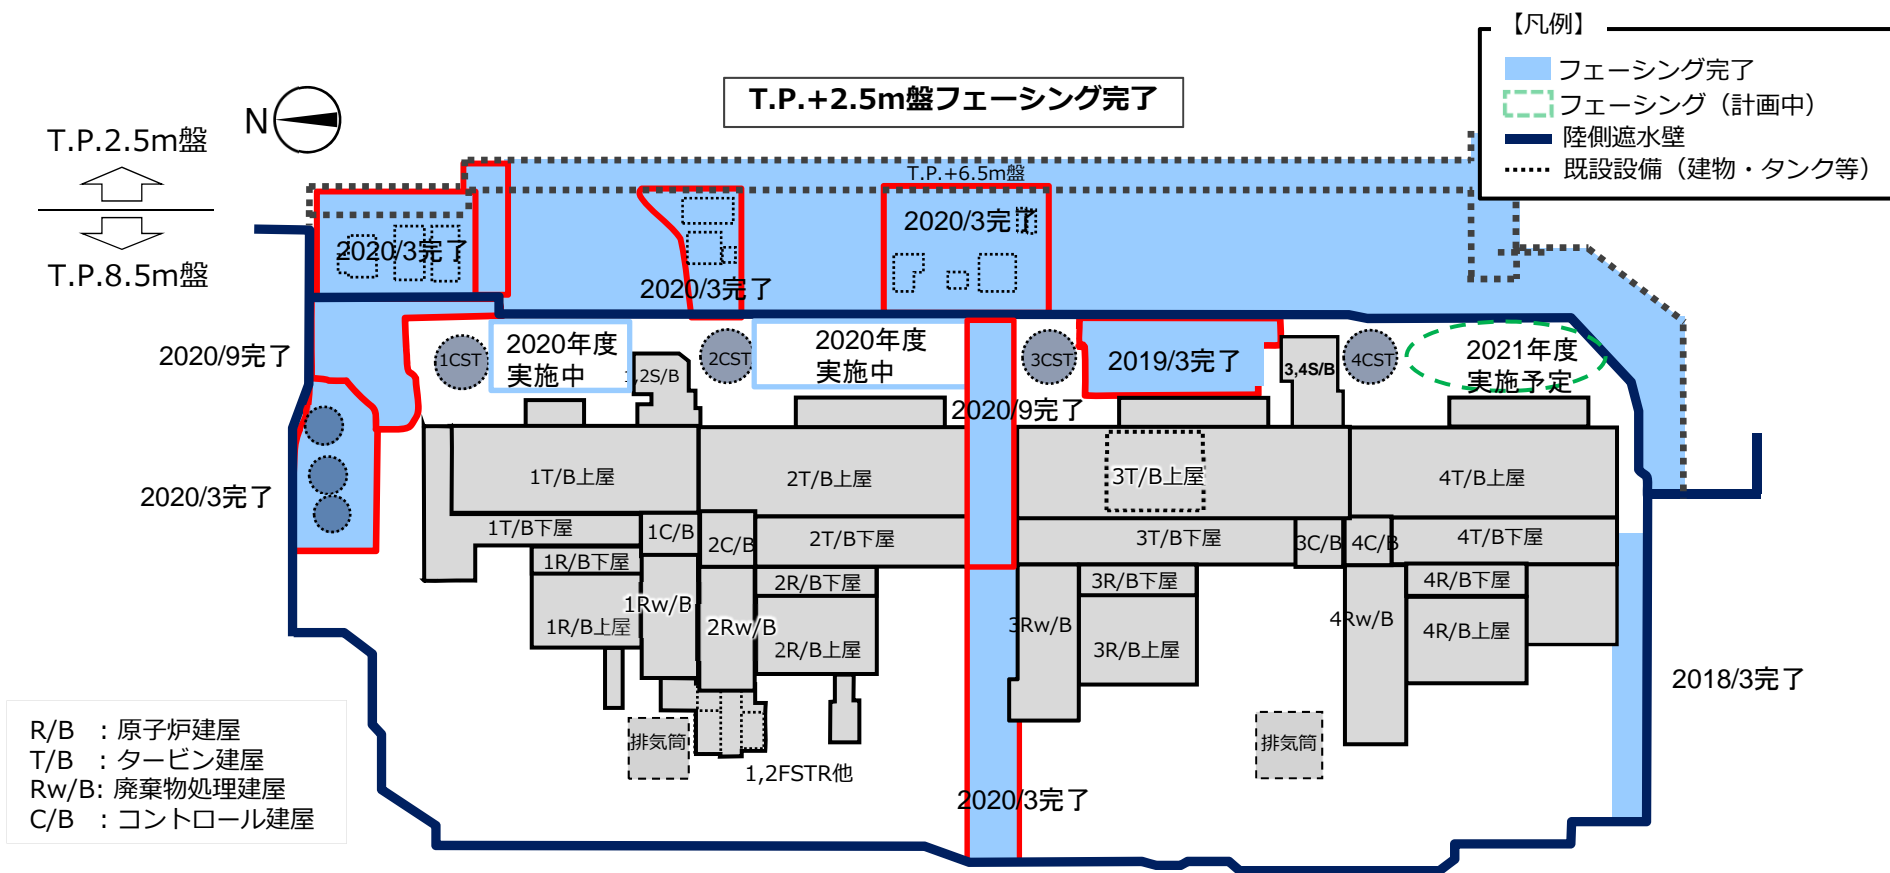 【凡例】
フェーシング完了
フェーシング（計画中）
陸側遮水壁
既設設備（建物・タンク等）
T.P.+2.5m盤フェーシング完了
N
T.P.2.5m盤
T.P.8.5m盤
T.P.+6.5m盤
2020/3完了
2020/3完了
2020/3完了
2020/9完了
1CST
2020年度
実施中
1,2S/B
2CST
2020年度
実施中
3CST
2019/3完了
3,4S/B
4CST
2021年度
実施予定
2020/9完了
2020/3完了
1T/B上屋
2T/B上屋
3T/B上屋
4T/B上屋
1T/B下屋
1C/B
2C/B
2T/B下屋
3T/B下屋
3C/B
4C/B
4T/B下屋
1R/B下屋
2R/B下屋
3R/B下屋
4R/B下屋
1Rw/B
1R/B上屋
2Rw/B
2R/B上屋
3Rw/B
3R/B上屋
4Rw/B
4R/B上屋
2018/3完了
排気筒
排気筒
1,2FSTR他
2020/3完了
R/B ：原子炉建屋
T/B ：タービン建屋
Rw/B：廃棄物処理建屋
C/B ：コントロール建屋